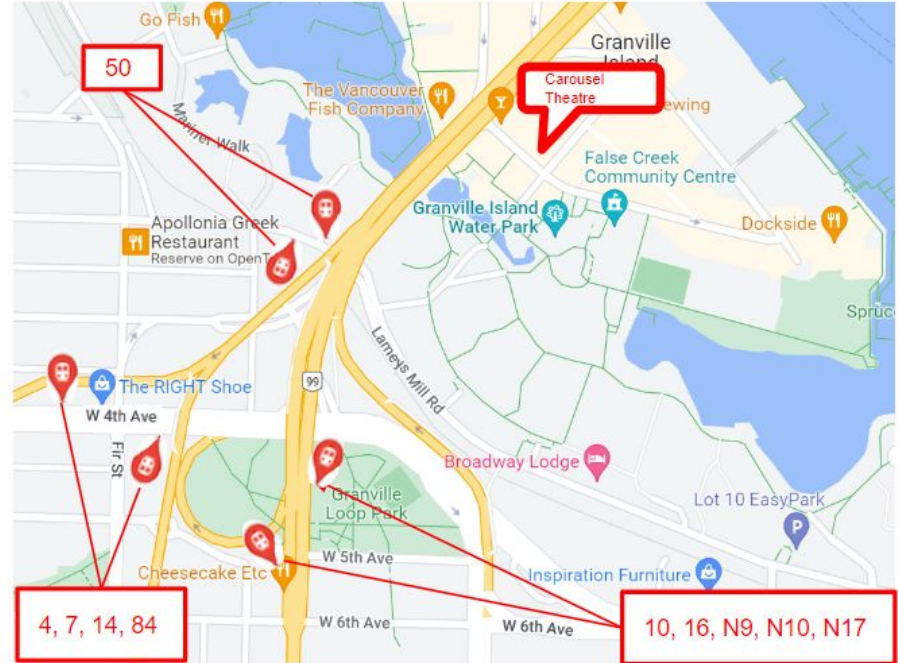 Go Fish
Granville
Island
50
Carousel
Theatre
The Vancouver
Fish Company
ewing
Mariner Walk
False Creek
Community Centre
Granville Island
Water Park
Dockside
Apollonia Greek
Restaurant
Reserve on OpenT
Spruce
Lameys Mill Rd
99
The RIGHT Shoe
W 4th Ave
Fir St
Broadway Lodge
Granville
Loop Park
Lot 10 EasyPark
P
W 5th Ave
Cheesecake Etc
Inspiration Furniture
4, 7, 14, 84
W 6th Ave
W 6th Ave
10, 16, N9, N10, N17